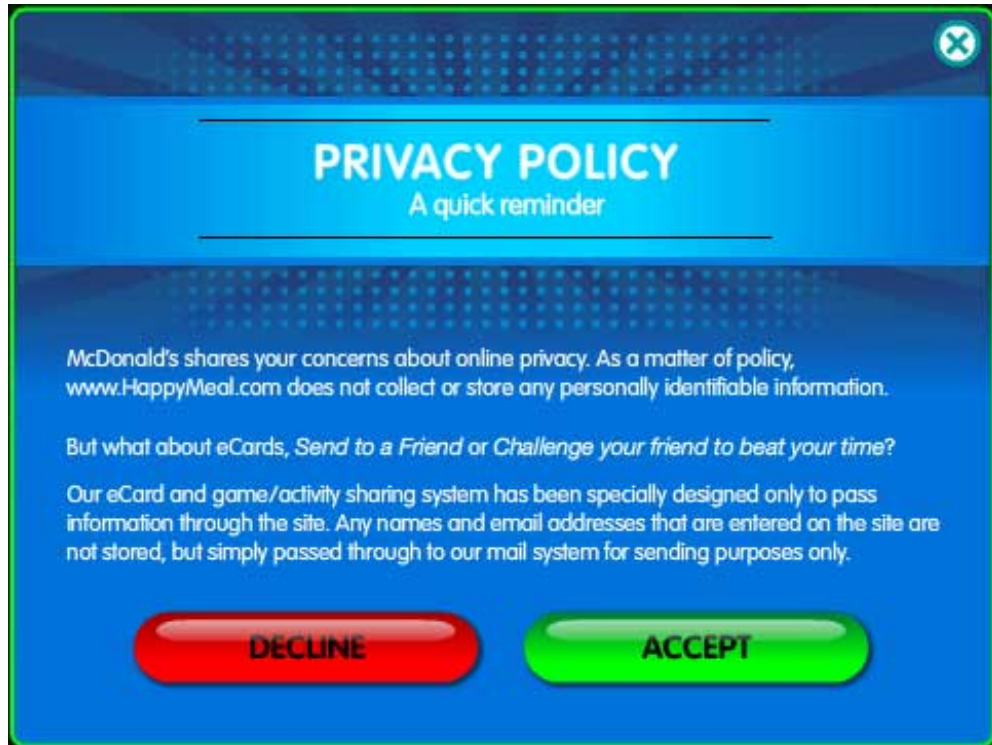 PRIVACY POLICY
A quick reminder
McDonald's shares your concerns about online privacy. As a matter of policy,
www.HappyMeal.com does not collect or store any personally identifiable information.
But what about eCards, Send to a Friend or Challenge your friend to beat your time?
Our eCard and game/activity sharing system has been specially designed only to pass
information through the site. Any names and email addresses that are entered on the site are
not stored, but simply passed through to our mail system for sending purposes only.
DECLINE
ACCEPT